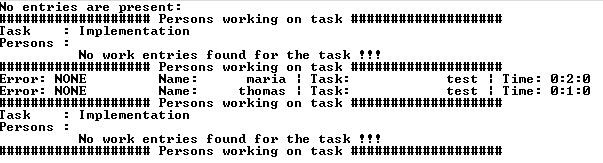 No entries are present:
################### Persons working on task ###################
Task    : Implementation
Persons :
          No work entries found for the task !!!
################### Persons working on task ###################
Error: NONE         Name:      maria | Task:            test | Time: 0:2:0
Error: NONE         Name:     thomas | Task:            test | Time: 0:1:0
################### Persons working on task ###################
Task    : Implementation
Persons :
          No work entries found for the task !!!
################### Persons working on task ###################